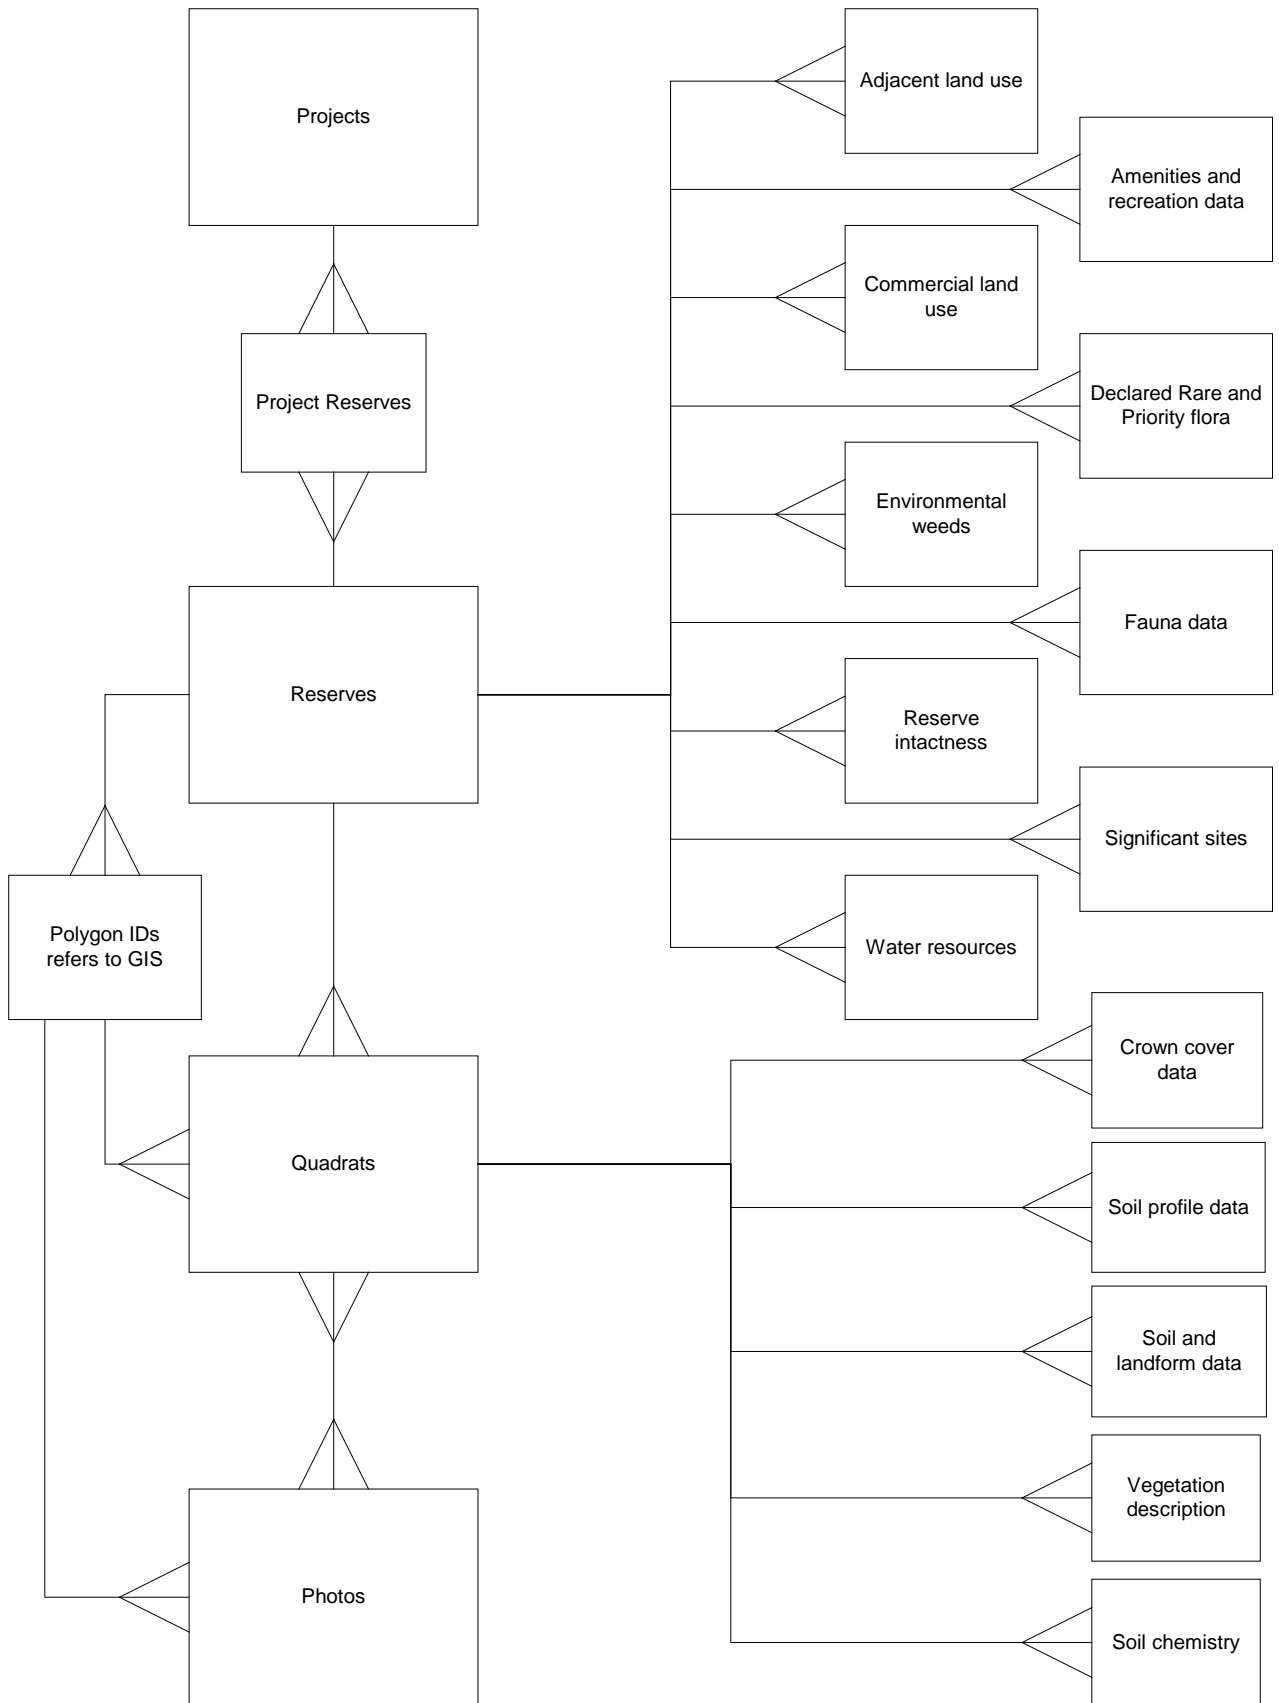 Projects
Project Reserves
Reserves
Polygon IDs
refers to GIS
Quadrats
Photos
Adjacent land use
Amenities and
recreation data
Commercial land
use
Declared Rare and
Priority flora
Environmental
weeds
Fauna data
Reserve
intactness
Significant sites
Water resources
Crown cover
data
Soil profile data
Soil and
landform data
Vegetation
description
Soil chemistry